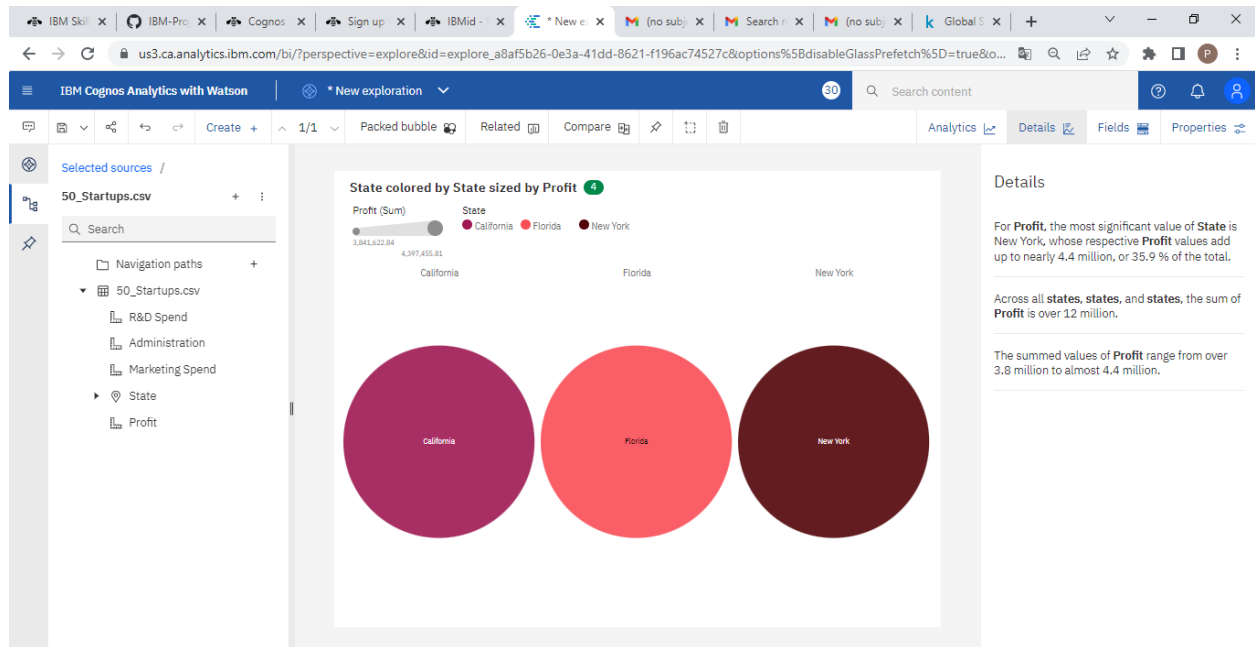 IBM Skil
IBM-Pro
Cognos
Sign up
IBMid -
* New e
(no subj
Search r
(no subj
Global S
us3.ca.analytics.ibm.com/bi/?perspective=explore&id=explore_a8af5b26-0e3a-41dd-8621-f196ac74527c&options%5BdisableGlassPrefetch%5D=true&o...
P
IBM Cognos Analytics with Watson
* New exploration
30
Search content
Create +
1/1
Packed bubble
Related
Compare
Analytics
Details
Fields
Properties
Selected sources /
50_Startups.csv
Search
Navigation paths
50_Startups.csv
R&D Spend
Administration
Marketing Spend
State
Profit
State colored by State sized by Profit 4
Profit (Sum)
3,841,622.84
4,397,455.81
State
California
Florida
New York
California
Florida
New York
California
Florida
New York
Details
For Profit, the most significant value of State is
New York, whose respective Profit values add
up to nearly 4.4 million, or 35.9 % of the total.
Across all states, states, and states, the sum of
Profit is over 12 million.
The summed values of Profit range from over
3.8 million to almost 4.4 million.